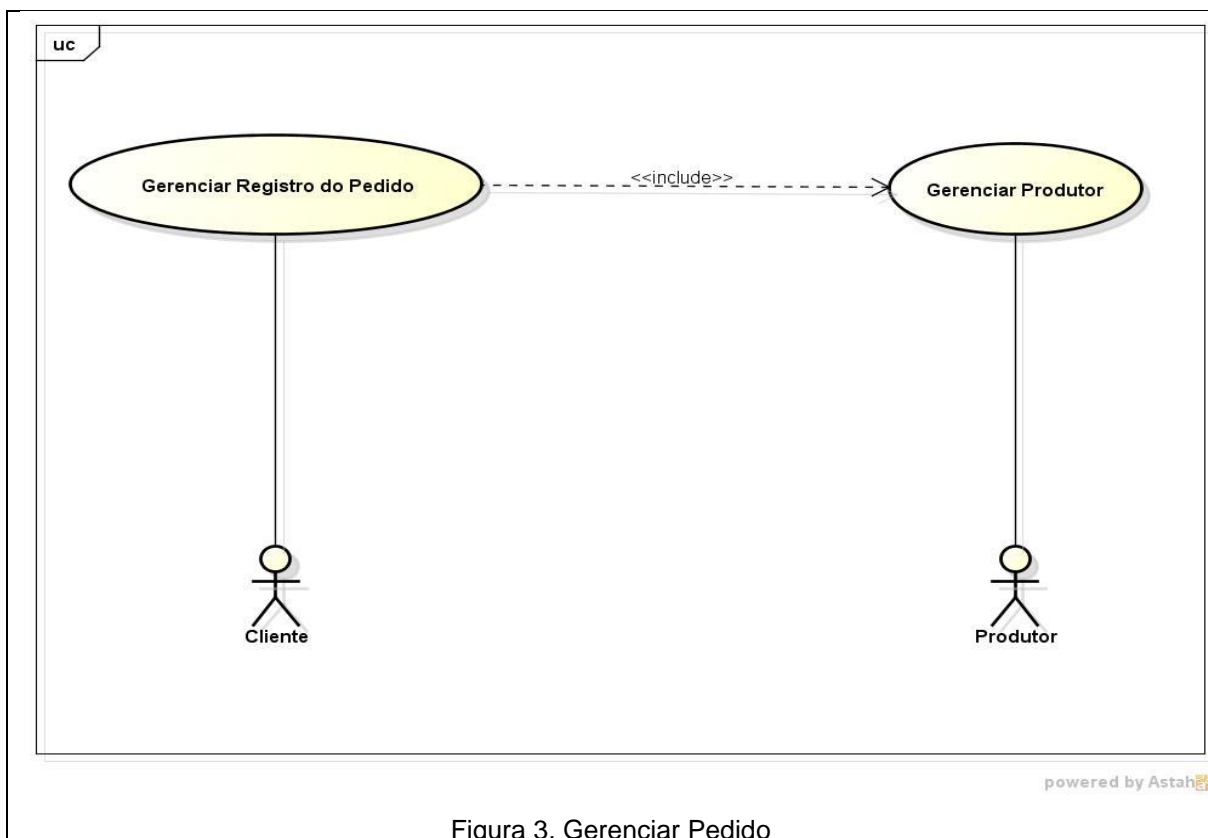 uc
Gerenciar Registro do Pedido
<<include>>
Gerenciar Produtor
Cliente
Produtor
powered by Astah
Figura 3. Gerenciar Pedido